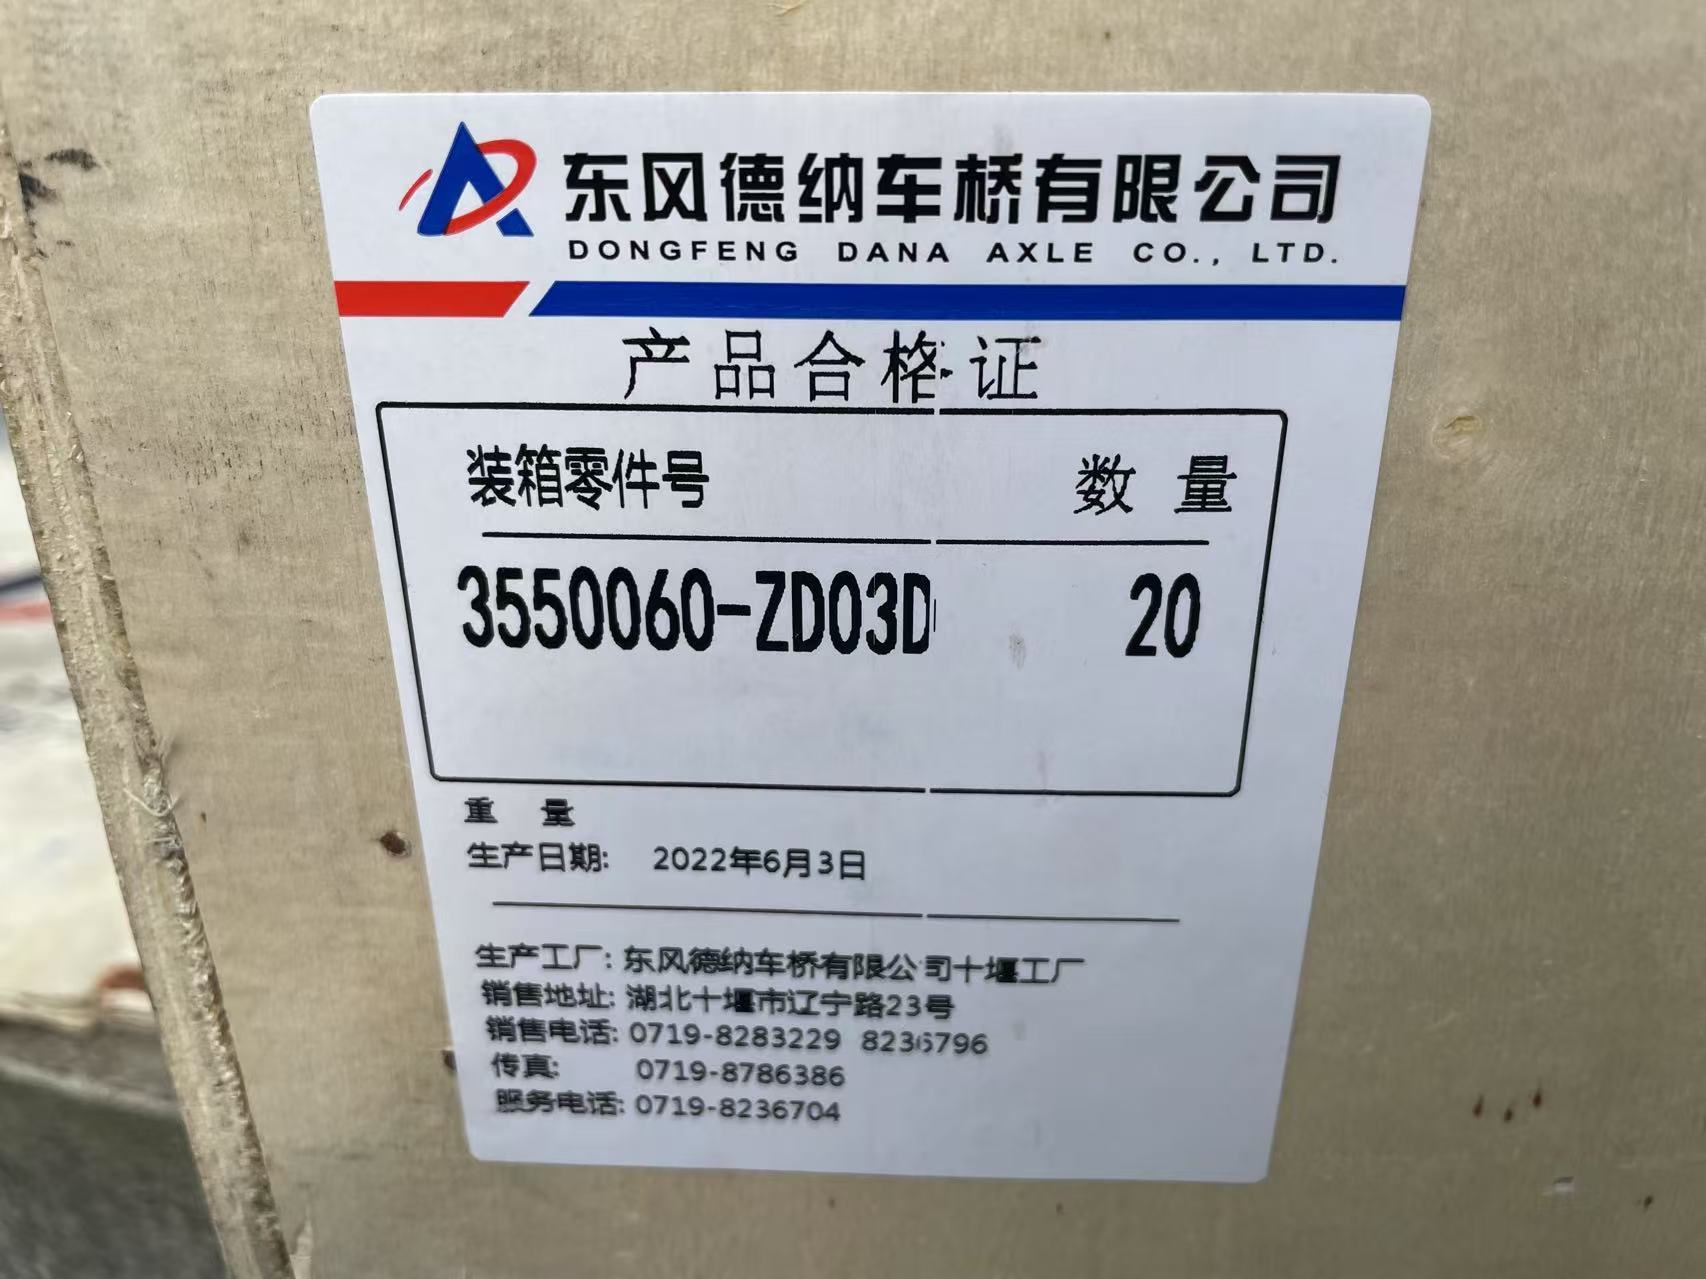 东风德纳车桥有限公司
DONGFENG DANA AXLE CO., LTD.
产品合格证
装箱零件号 数量
3550060-ZD03D 20
重 量
生产日期: 2022年6月3日
生产工厂: 东风德纳车桥有限公司十堰工厂
销售地址: 湖北十堰市辽宁路23号
销售电话: 0719-8283229 8236796
传真: 0719-8786386
服务电话: 0719-8236704